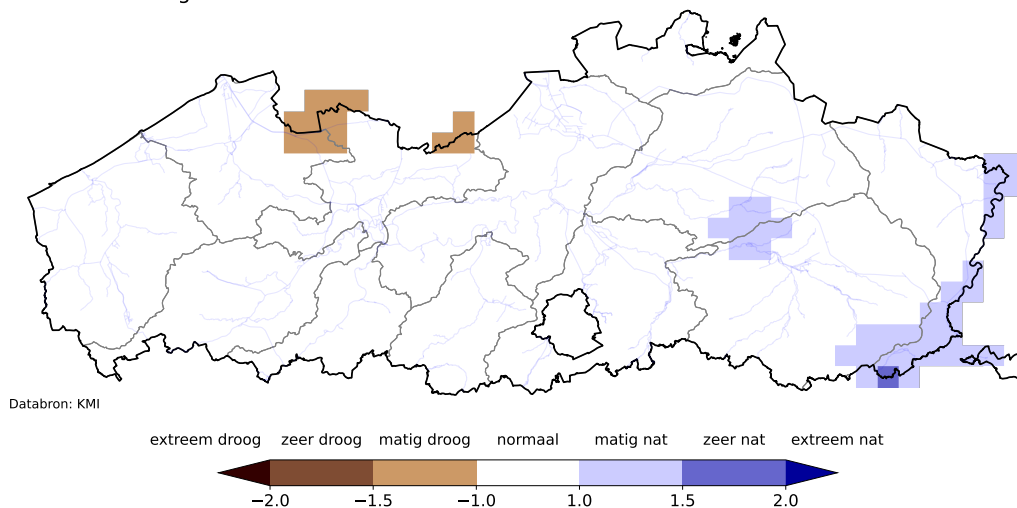 Databron: KMI
extreem droog zeer droog matig droog normaal matig nat zeer nat extreem nat
−2.0 −1.5 −1.0 1.0 1.5 2.0